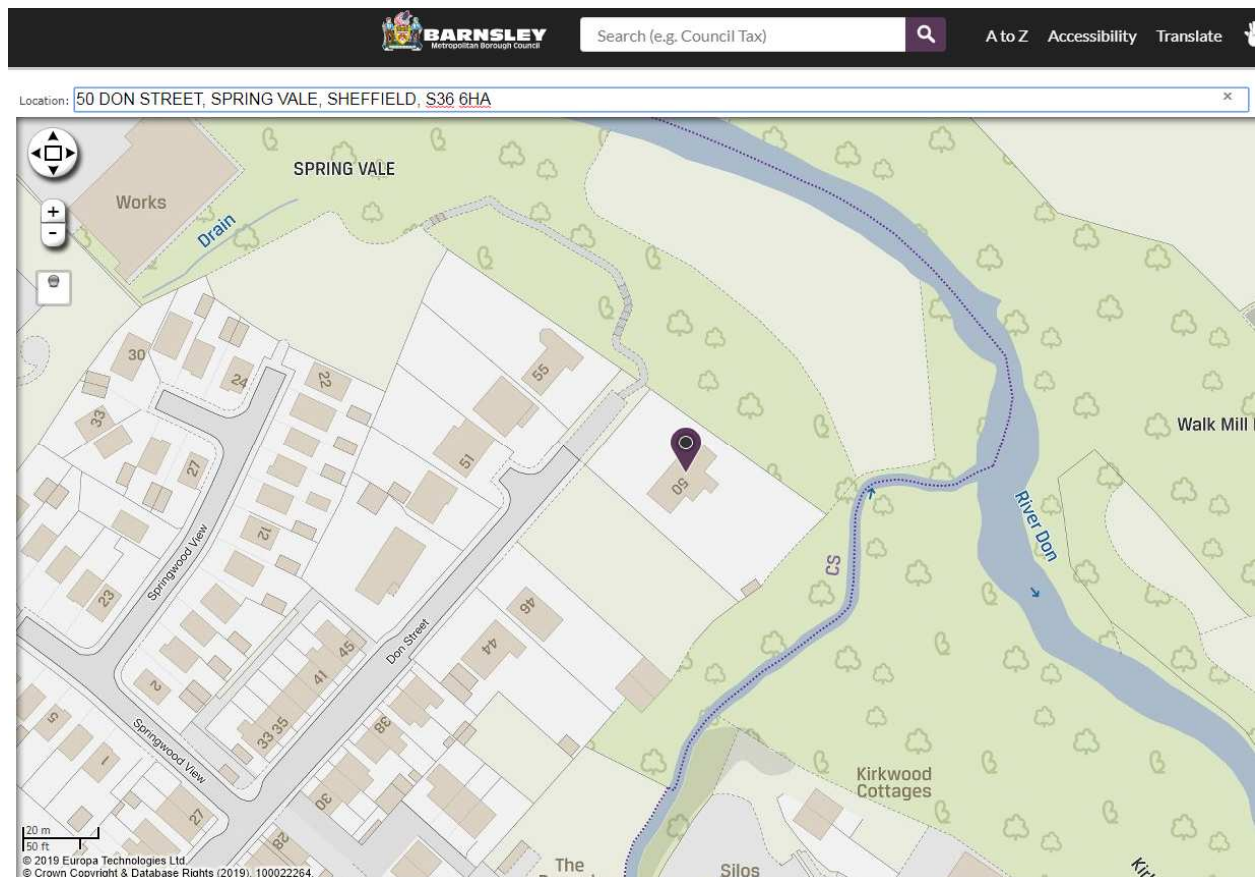 BARNSLEY
Metropolitan Borough Council
Search (e.g. Council Tax)
A to Z Accessibility Translate
Location: 50 DON STREET, SPRING VALE, SHEFFIELD, S36 6HA ×
SPRING VALE
Works
Drain
+
-
30
24
22
55
33
27
51
50
Walk Mill
12
Springwood View
River Don
CS
23
46
44
Don Street
45
41
2
33 35
38
5
1
Springwood View
Kirkwood
Cottages
30
27
28
20 m
50 ft
The
Silos
© 2019 Europa Technologies Ltd.
© Crown Copyright & Database Rights (2019). 100022264.